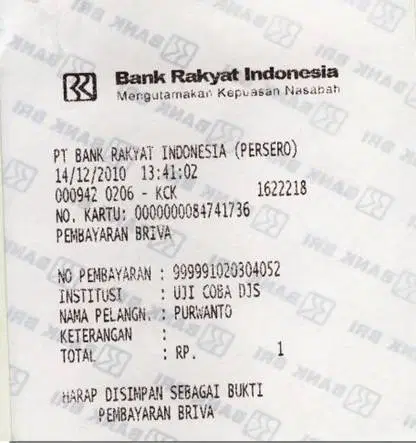 Bank Rakyat Indonesia
Mengutamakan Kepuasan Nasabah
PT BANK RAKYAT INDONESIA (PERSERO)
14/12/2010 13:41:02
000942 0206 - KCK 1622218
NO. KARTU: 0000000084741736
PEMBAYARAN BRIVA
NO PEMBAYARAN : 999991020304052
INSTITUSI : UJI COBA DJS
NAMA PELANGN. : PURWANTO
KETERANGAN :
TOTAL : RP. 1
HARAP DISIMPAN SEBAGAI BUKTI
PEMBAYARAN BRIVA